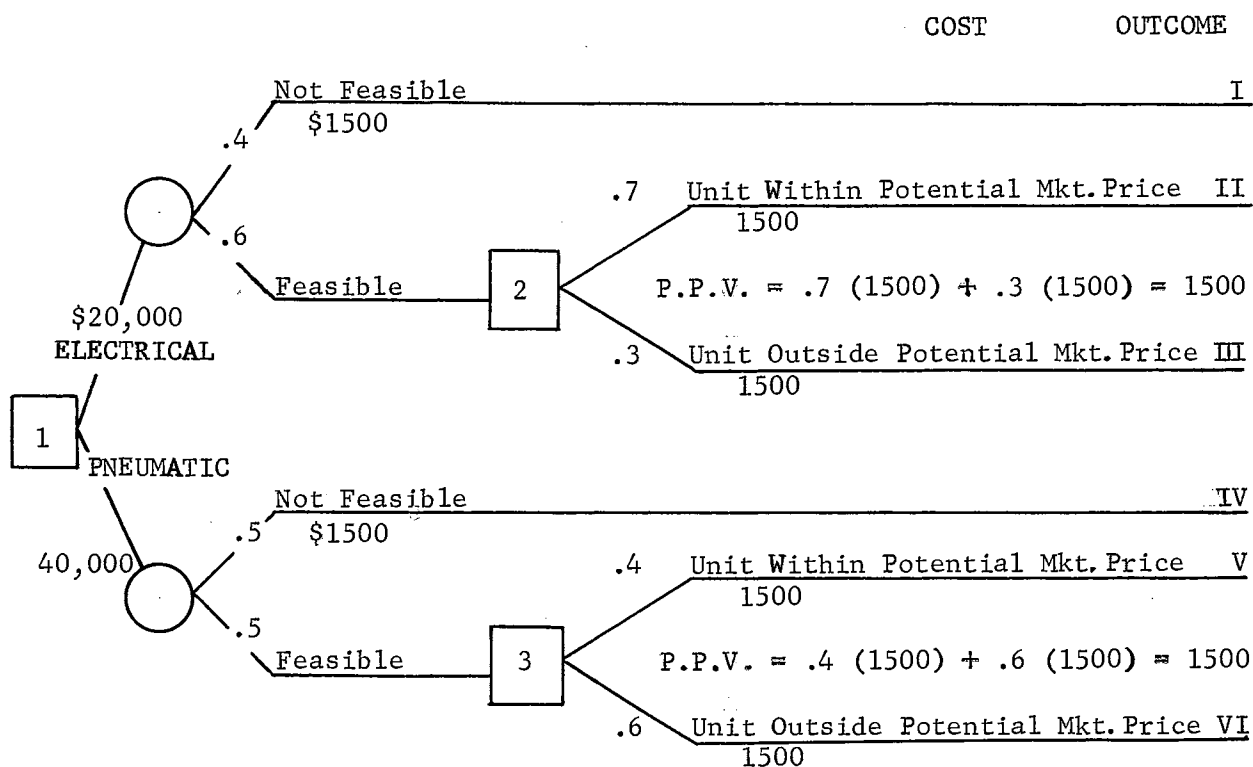 COST OUTCOME
Not Feasible I
$1500
.4
.7 Unit Within Potential Mkt. Price II
1500
.6
Feasible 2 P.P.V. = .7 (1500) + .3 (1500) = 1500
$20,000
ELECTRICAL
.3 Unit Outside Potential Mkt. Price III
1500
1
PNEUMATIC
Not Feasible IV
$1500
.5
40,000
.4 Unit Within Potential Mkt. Price V
1500
.5
Feasible 3 P.P.V. = .4 (1500) + .6 (1500) = 1500
.6 Unit Outside Potential Mkt. Price VI
1500